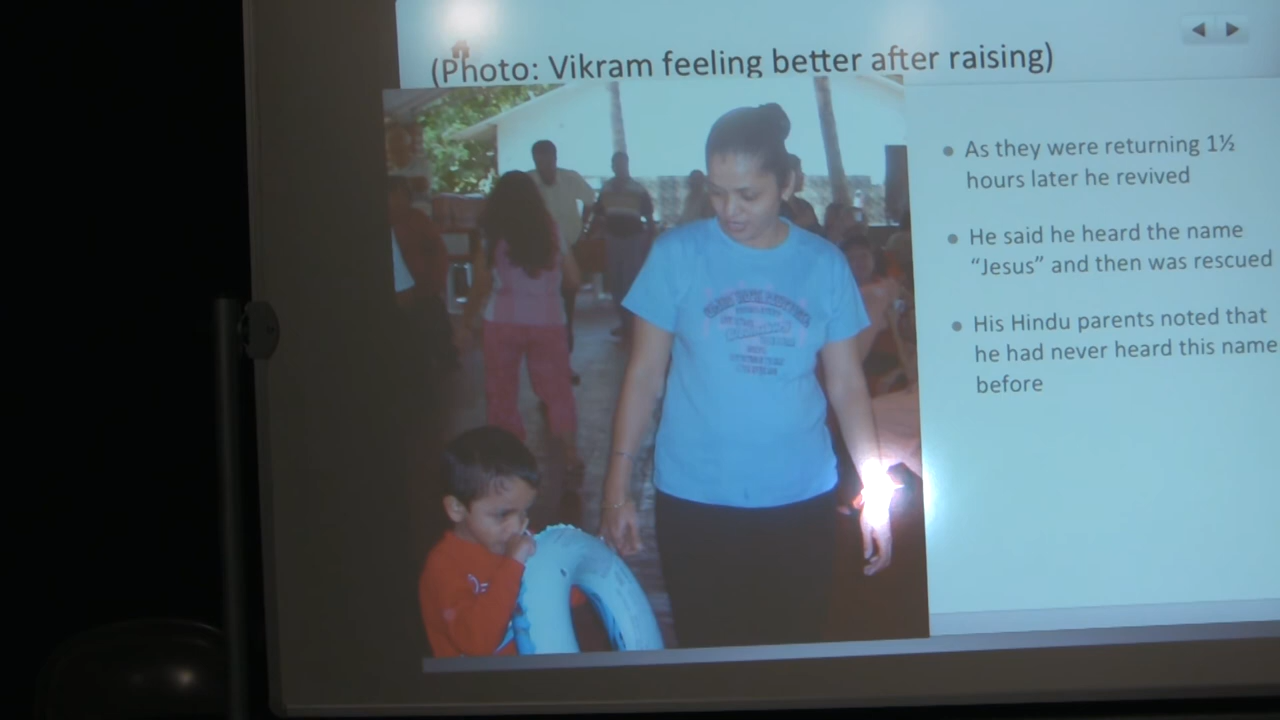 (Photo: Vikram feeling better after raising)
As they were returning 1½
hours later he revived
He said he heard the name
“Jesus” and then was rescued
His Hindu parents noted that
he had never heard this name
before